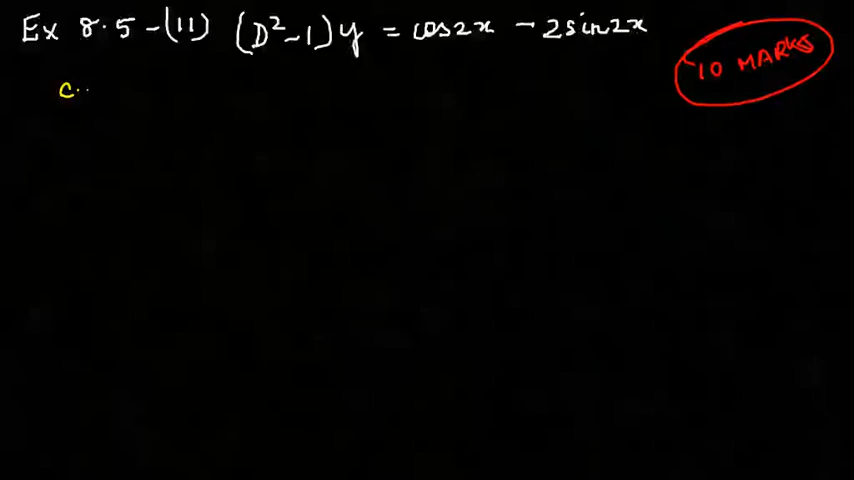 Ex 8.5-(11) (D²-1)y = cos2x - 2sin2x
10 MARKS
C..